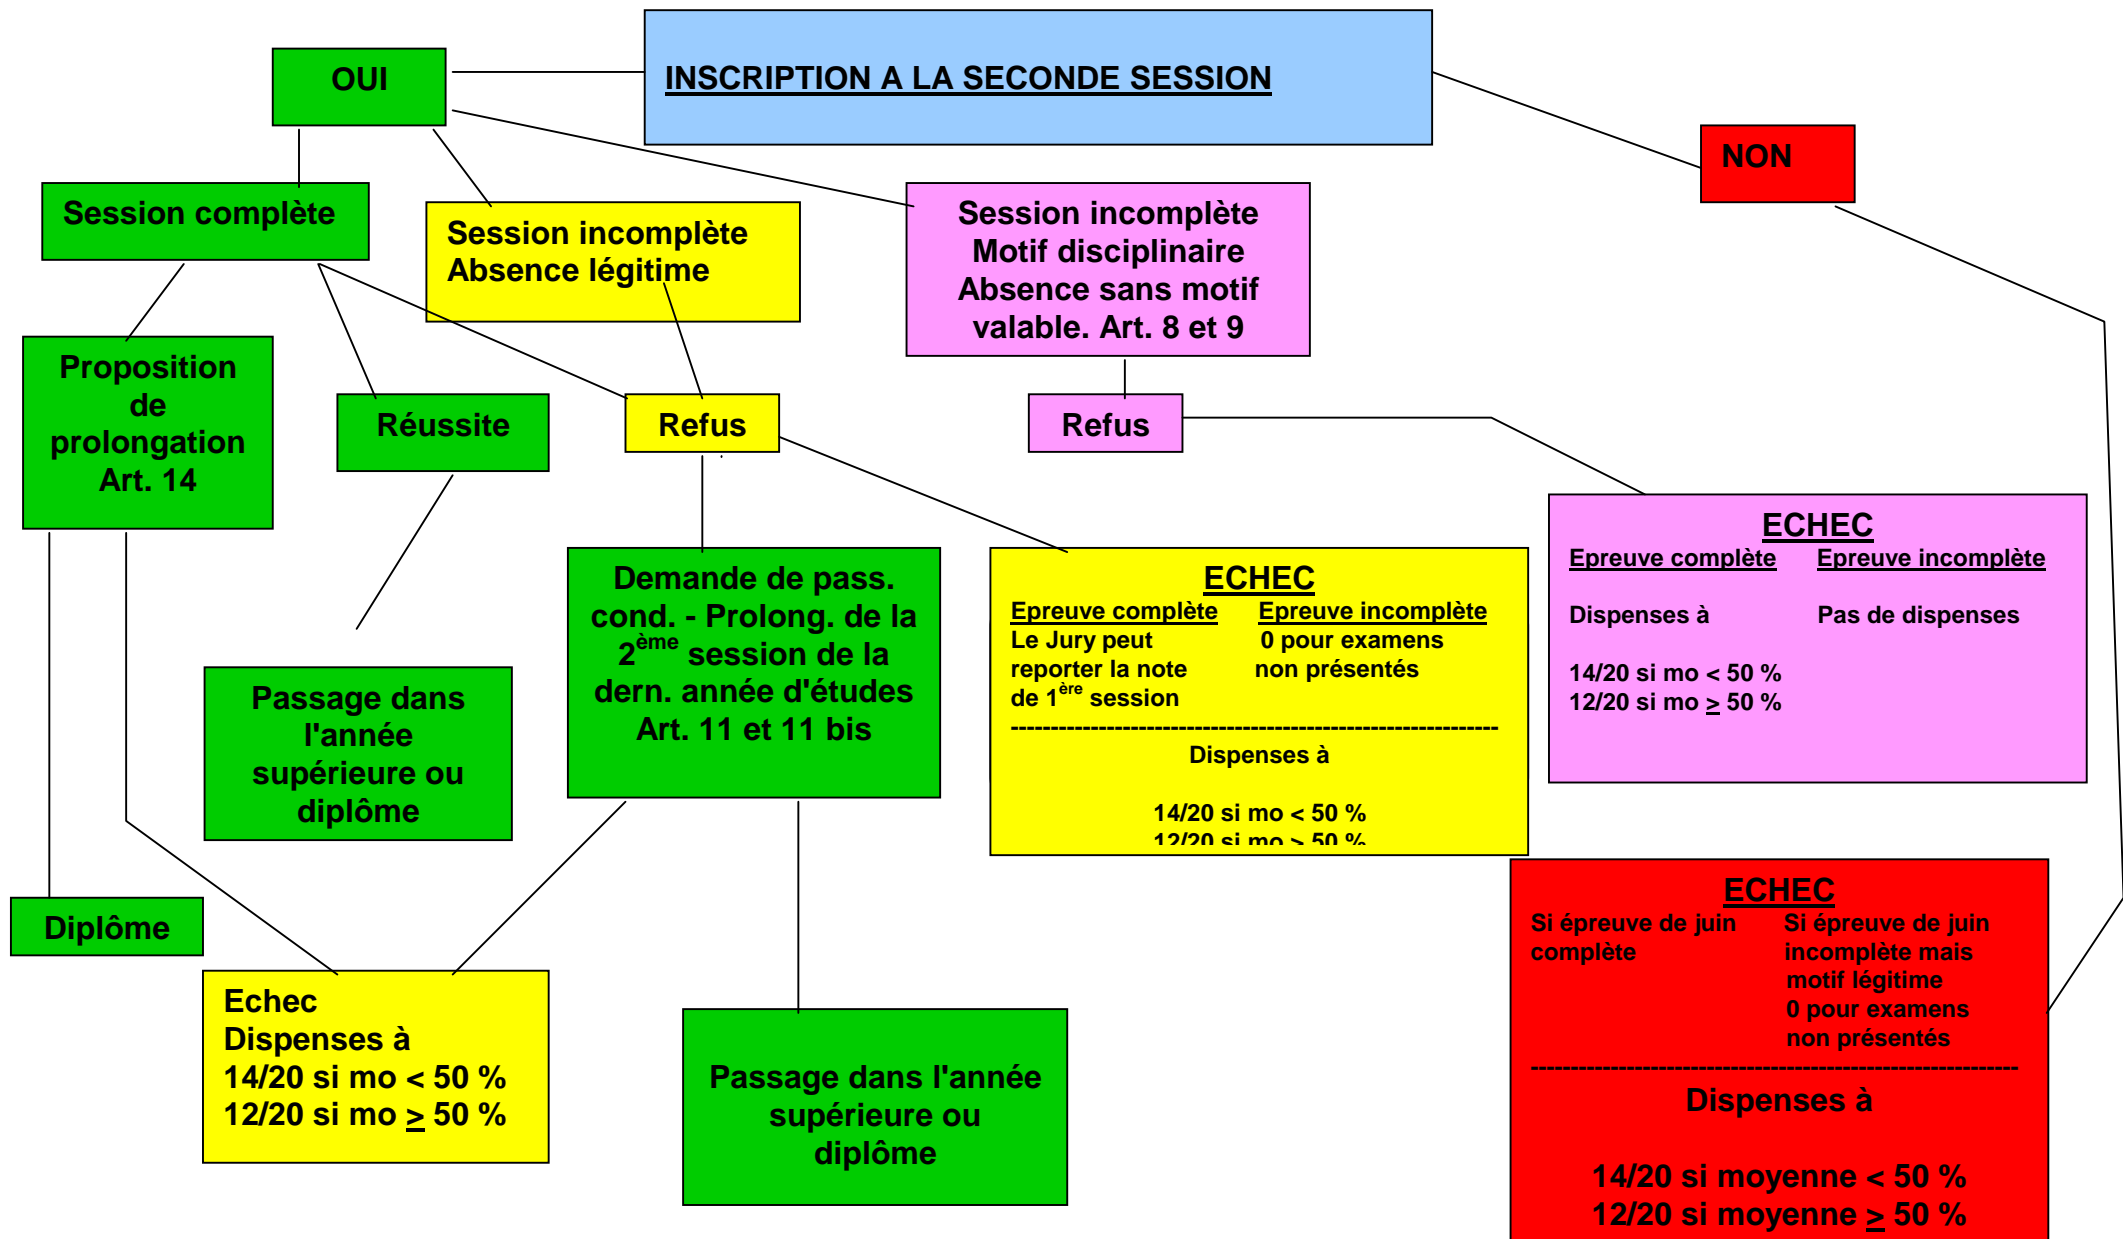 INSCRIPTION A LA SECONDE SESSION
OUI
NON
Session complète
Session incomplète
Absence légitime
Session incomplète
Motif disciplinaire
Absence sans motif
valable. Art. 8 et 9
Proposition
de
prolongation
Art. 14
Réussite
Refus
Refus
Demande de pass.
cond. - Prolong. de la
2ème session de la
dern. année d'études
Art. 11 et 11 bis
ECHEC
Epreuve complète Epreuve incomplète
Le Jury peut 0 pour examens
reporter la note non présentés
de 1ère session
-------------------------------------------------------------
Dispenses à
14/20 si mo < 50 %
12/20 si mo > 50 %
ECHEC
Epreuve complète Epreuve incomplète
Dispenses à Pas de dispenses
14/20 si mo < 50 %
12/20 si mo ≥ 50 %
Passage dans
l'année
supérieure ou
diplôme
Diplôme
Echec
Dispenses à
14/20 si mo < 50 %
12/20 si mo ≥ 50 %
Passage dans l'année
supérieure ou
diplôme
ECHEC
Si épreuve de juin Si épreuve de juin
complète incomplète mais
motif légitime
0 pour examens
non présentés
-------------------------------------------------------------
Dispenses à
14/20 si moyenne < 50 %
12/20 si moyenne ≥ 50 %